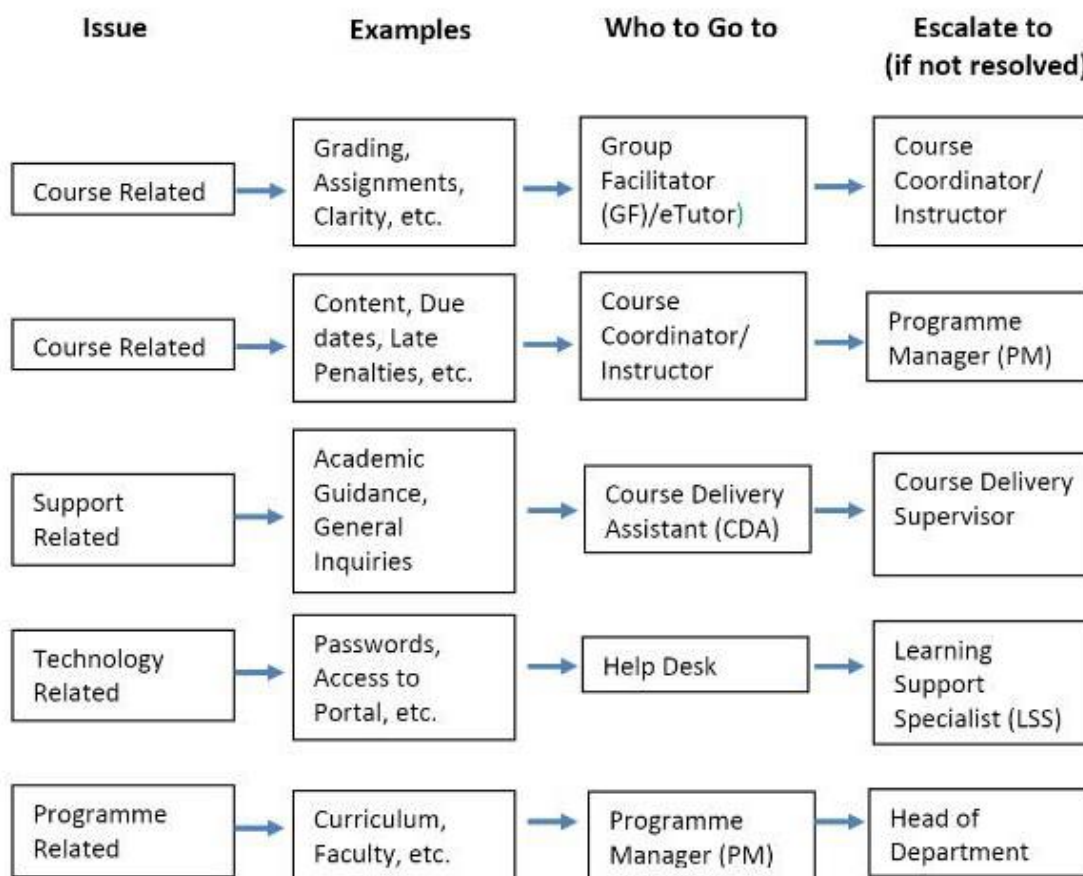 Issue
Examples
Who to Go to
Escalate to
(if not resolved)
Course Related
Grading,
Assignments,
Clarity, etc.
Group
Facilitator
(GF)/eTutor)
Course
Coordinator/
Instructor
Course Related
Content, Due
dates, Late
Penalties, etc.
Course
Coordinator/
Instructor
Programme
Manager (PM)
Support
Related
Academic
Guidance,
General
Inquiries
Course Delivery
Assistant (CDA)
Course Delivery
Supervisor
Technology
Related
Passwords,
Access to
Portal, etc.
Help Desk
Learning
Support
Specialist (LSS)
Programme
Related
Curriculum,
Faculty, etc.
Programme
Manager (PM)
Head of
Department